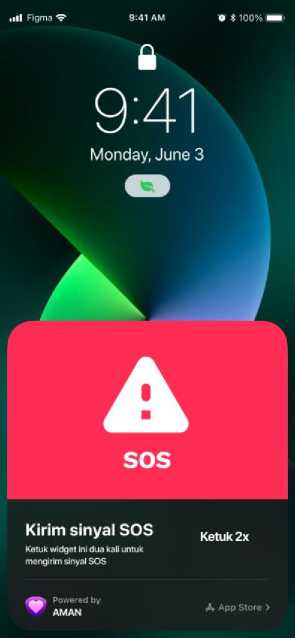 Figma 9:41 AM 100%
9:41
Monday, June 3
SOS
Kirim sinyal SOS
Ketuk 2x
Ketuk widget ini dua kali untuk
mengirim sinyal SOS
Powered by
AMAN
App Store >